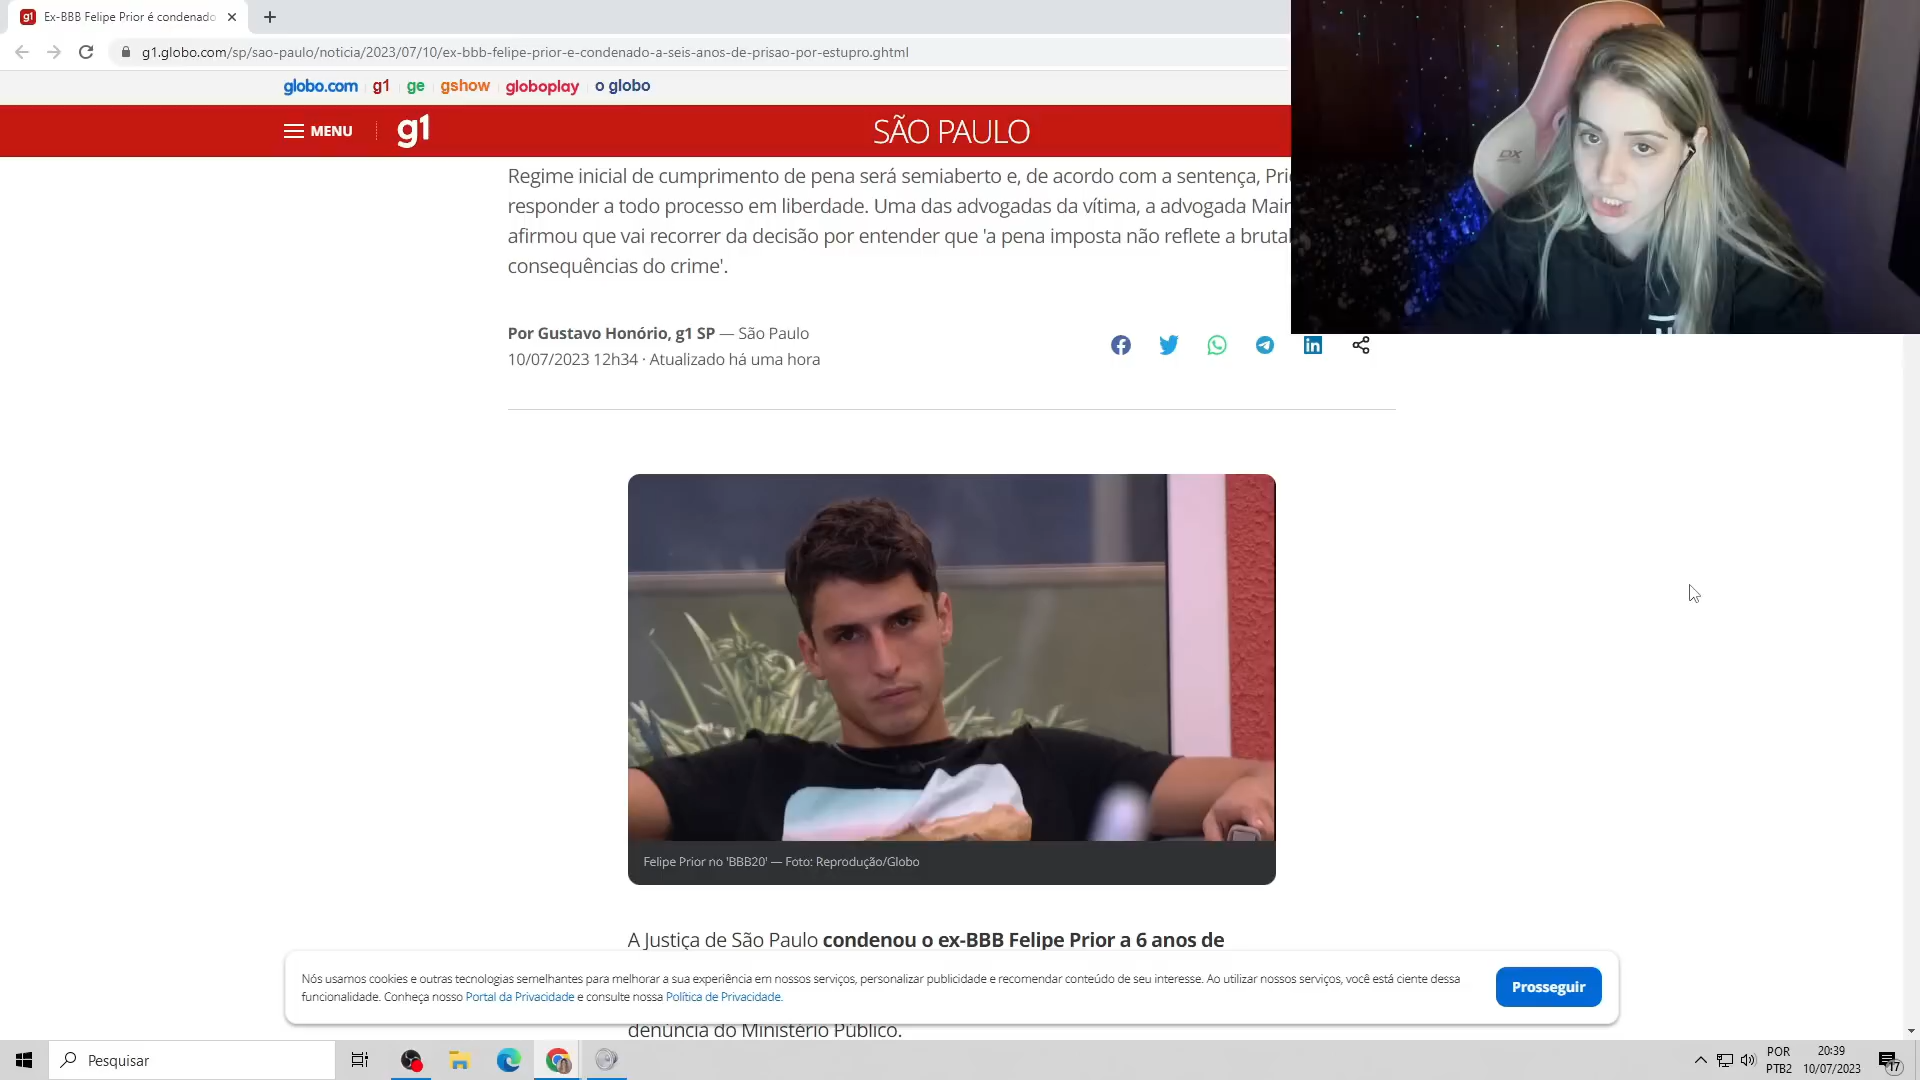 g1 Ex-BBB Felipe Prior é condenado
g1.globo.com/sp/sao-paulo/noticia/2023/07/10/ex-bbb-felipe-prior-e-condenado-a-seis-anos-de-prisao-por-estupro.ghtml
globo.com g1 ge gshow globoplay o globo
MENU g1 SÃO PAULO
DX
Regime inicial de cumprimento de pena será semiaberto e, de acordo com a sentença, Pri
responder a todo processo em liberdade. Uma das advogadas da vítima, a advogada Mair
afirmou que vai recorrer da decisão por entender que 'a pena imposta não reflete a brutal
consequências do crime'.
Por Gustavo Honório, g1 SP — São Paulo
10/07/2023 12h34 · Atualizado há uma hora
Felipe Prior no 'BBB20' — Foto: Reprodução/Globo
A Justiça de São Paulo condenou o ex-BBB Felipe Prior a 6 anos de
Nós usamos cookies e outras tecnologias semelhantes para melhorar a sua experiência em nossos serviços, personalizar publicidade e recomendar conteúdo de seu interesse. Ao utilizar nossos serviços, você está ciente dessa
funcionalidade. Conheça nosso Portal da Privacidade e consulte nossa Política de Privacidade.
Prosseguir
denúncia do Ministério Público.
Pesquisar
POR
PTB2
20:39
10/07/2023
17